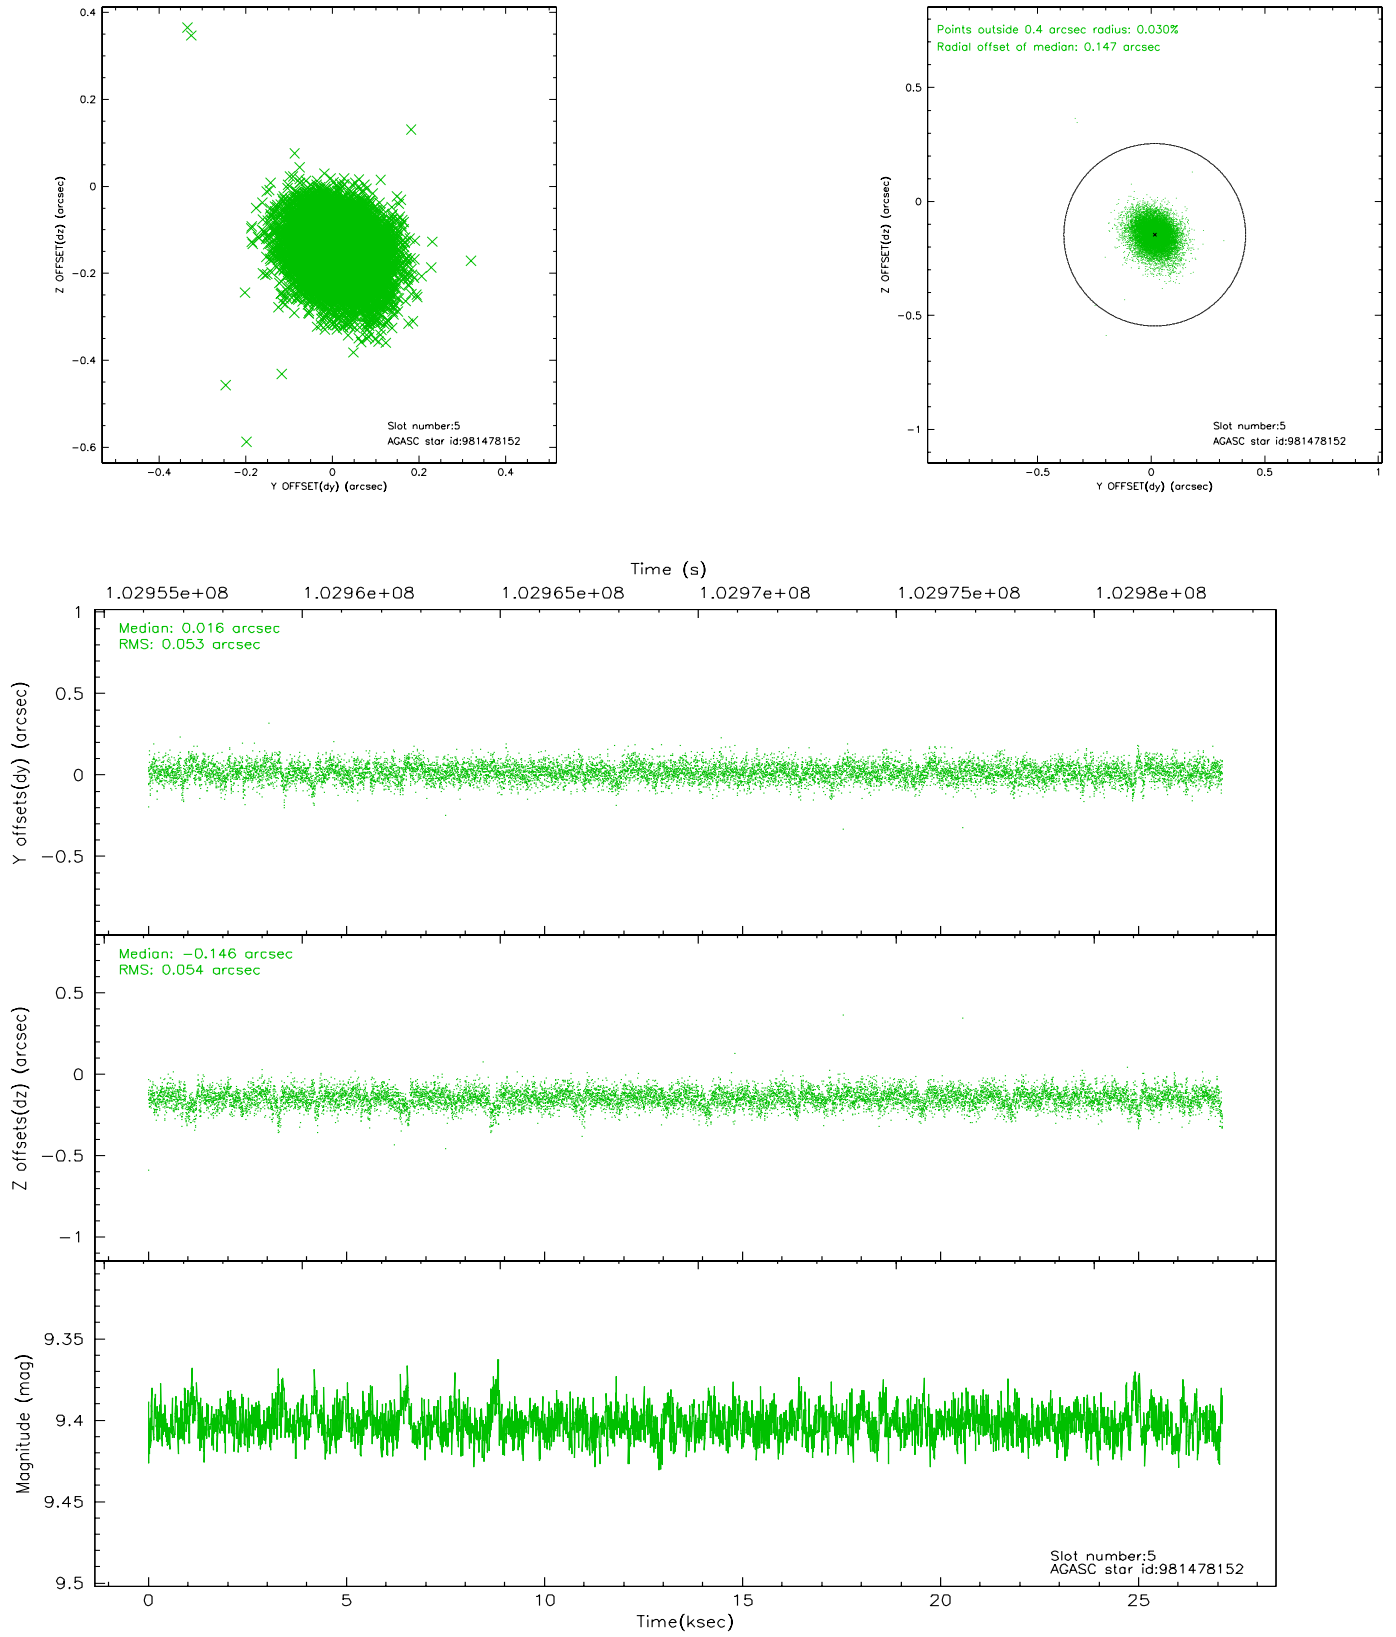 0.4
0.2
0
−0.2
−0.4
−0.6
Z OFFSET(dz) (arcsec)
−0.4 −0.2 0 0.2 0.4
Y OFFSET(dy) (arcsec)
Slot number:5
AGASC star id:981478152
Points outside 0.4 arcsec radius: 0.030%
Radial offset of median: 0.147 arcsec
0.5
0
−0.5
−1
Z OFFSET(dz) (arcsec)
−0.5 0 0.5 1
Y OFFSET(dy) (arcsec)
Slot number:5
AGASC star id:981478152
Time (s)
1.02955e+08 1.0296e+08 1.02965e+08 1.0297e+08 1.02975e+08 1.0298e+08
Median: 0.016 arcsec
RMS: 0.053 arcsec
1
0.5
0
−0.5
Y offsets(dy) (arcsec)
Median: −0.146 arcsec
RMS: 0.054 arcsec
0.5
0
−0.5
−1
Z offsets(dz) (arcsec)
9.35
9.4
9.45
9.5
Magnitude (mag)
Slot number:5
AGASC star id:981478152
0 5 10 15 20 25
Time(ksec)